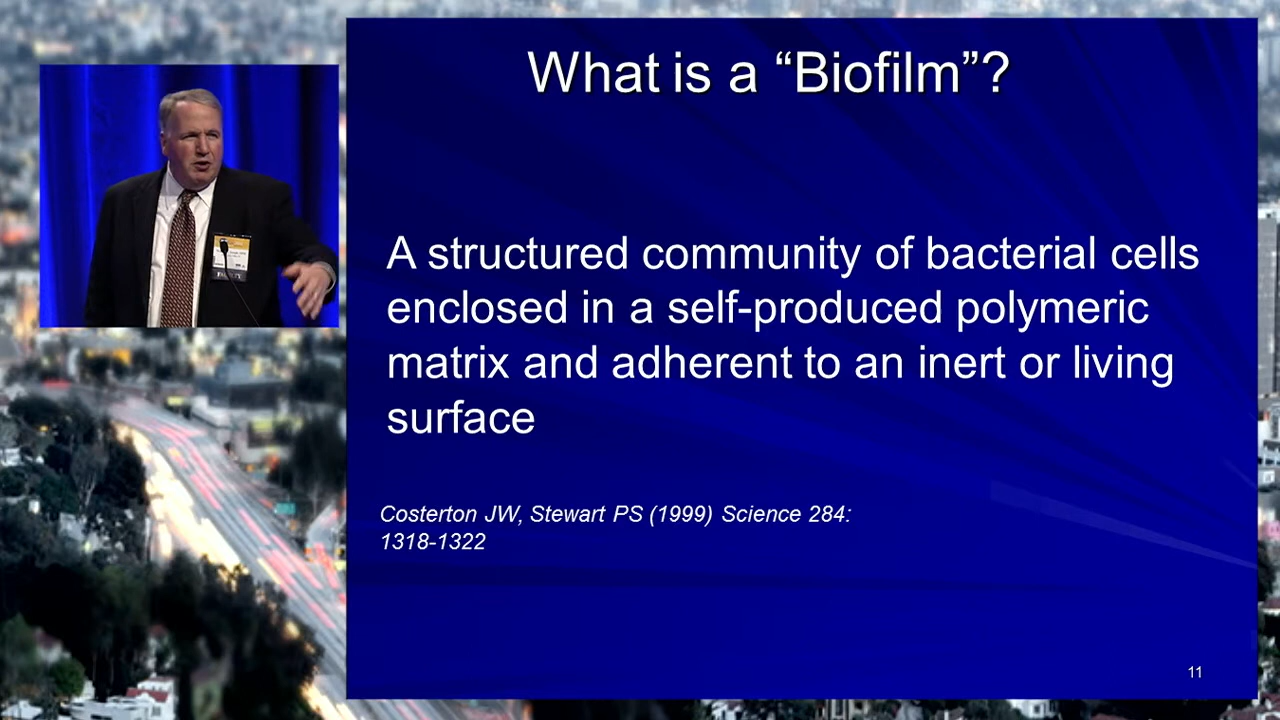 What is a “Biofilm”?
A structured community of bacterial cells
enclosed in a self-produced polymeric
matrix and adherent to an inert or living
surface
Costerton JW, Stewart PS (1999) Science 284:
1318-1322
11